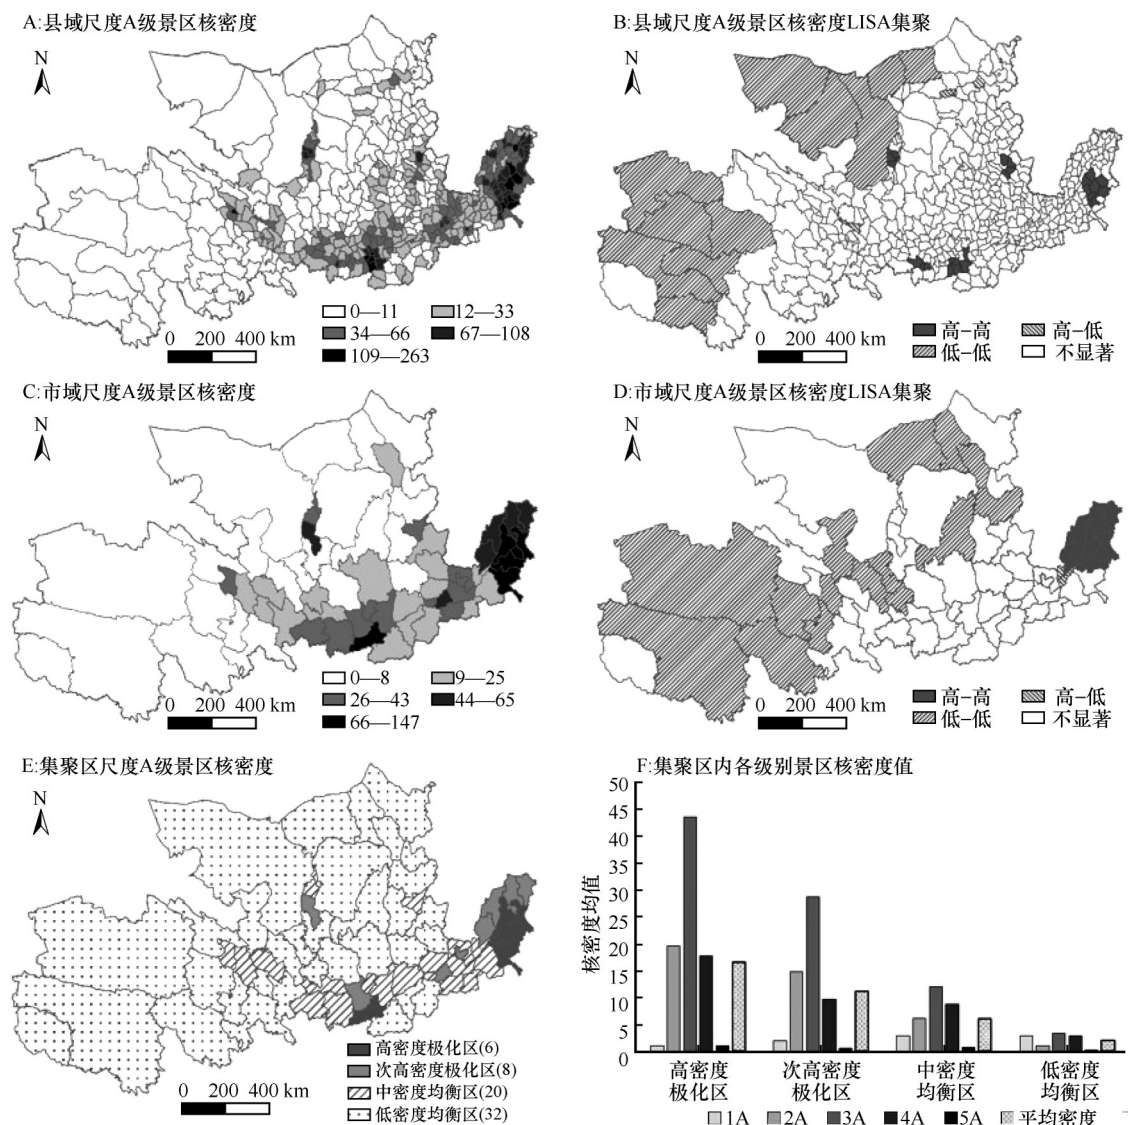 A:县域尺度A级景区核密度
N
0—11
12—33
34—66
67—108
109—263
0 200 400 km
B:县域尺度A级景区核密度LISA集聚
N
高-高
高-低
低-低
不显著
0 200 400 km
C:市域尺度A级景区核密度
N
0—8
9—25
26—43
44—65
66—147
0 200 400 km
D:市域尺度A级景区核密度LISA集聚
N
高-高
高-低
低-低
不显著
0 200 400 km
E:集聚区尺度A级景区核密度
N
高密度极化区(6)
次高密度极化区(8)
中密度均衡区(20)
低密度均衡区(32)
0 200 400 km
F:集聚区内各级别景区核密度值
50
45
40
35
30
25
20
15
10
5
0
核密度均值
高密度 次高密度 中密度 低密度
极化区 极化区 均衡区 均衡区
1A 2A 3A 4A 5A 平均密度